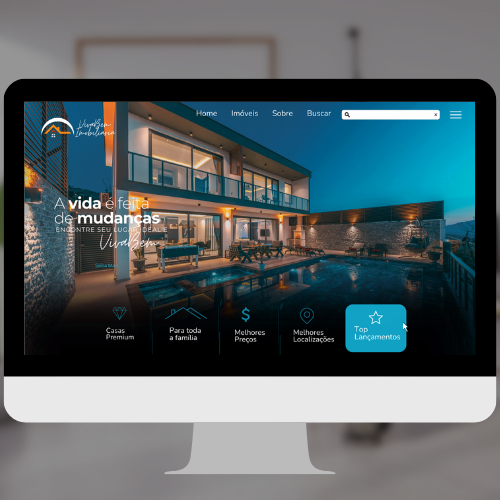 VivaBem
Imobiliária
Home Imóveis Sobre Buscar
A vida é feita
de mudanças
ENCONTRE SEU LUGAR IDEAL E
VivaBem
Casas
Premium
Para toda
a família
Melhores
Preços
Melhores
Localizações
Top
Lançamentos